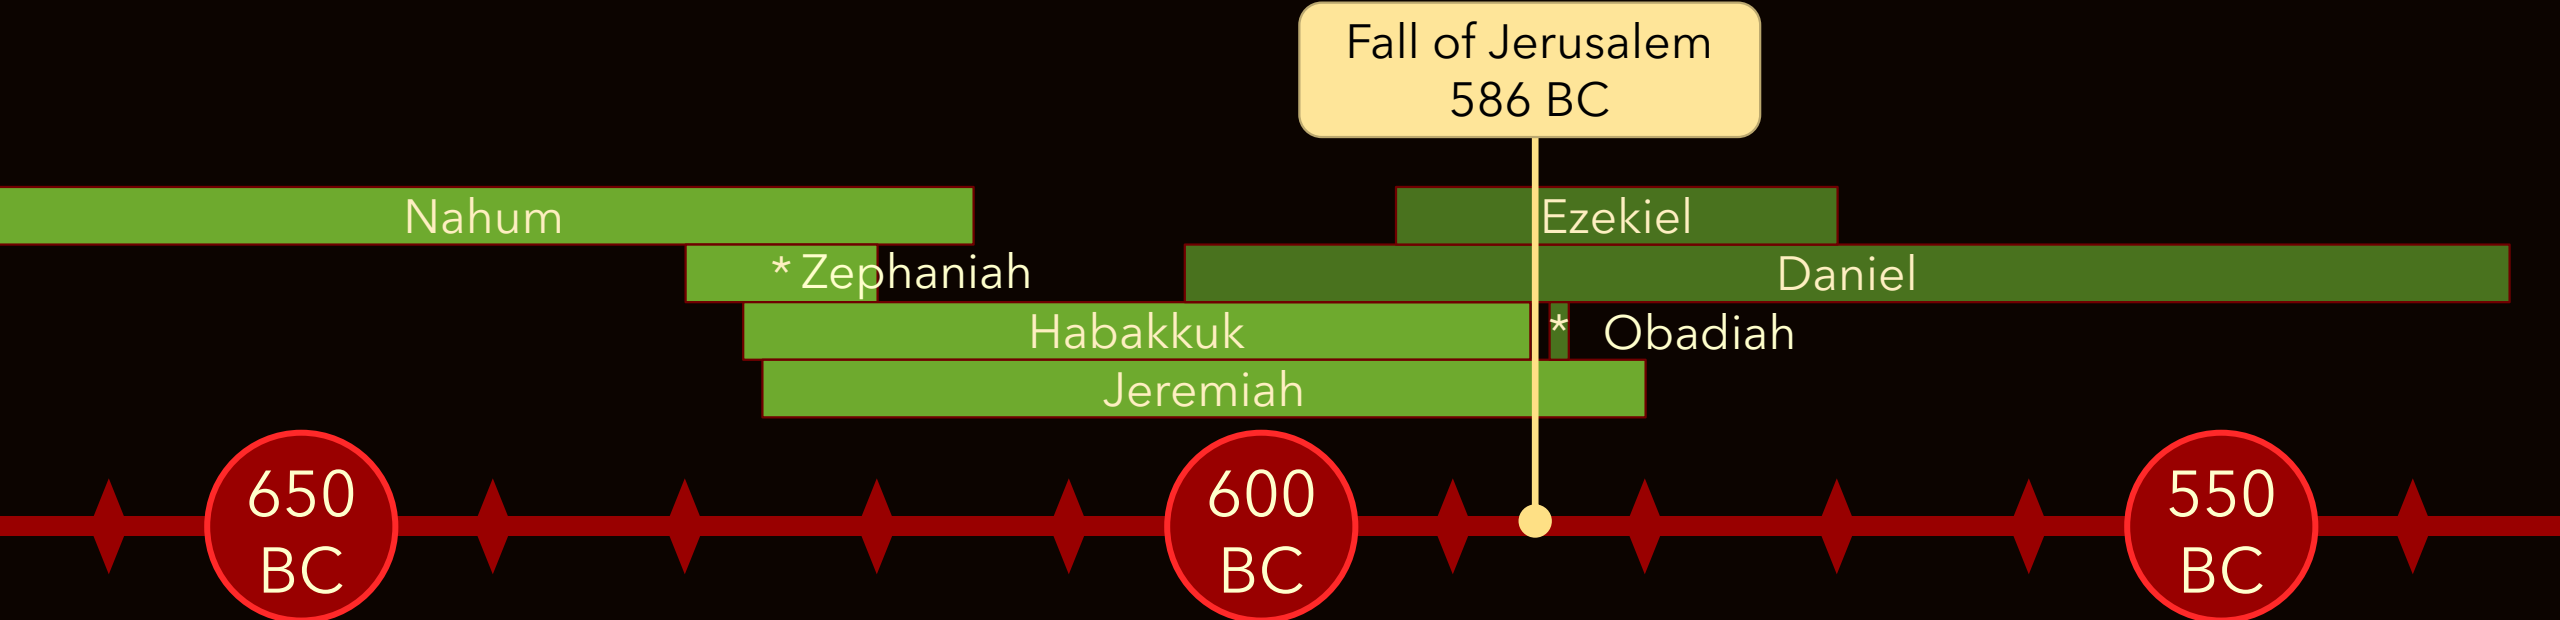 Fall of Jerusalem
586 BC
Nahum
Ezekiel
* Zephaniah
Daniel
Habakkuk
* Obadiah
Jeremiah
650
BC
600
BC
550
BC